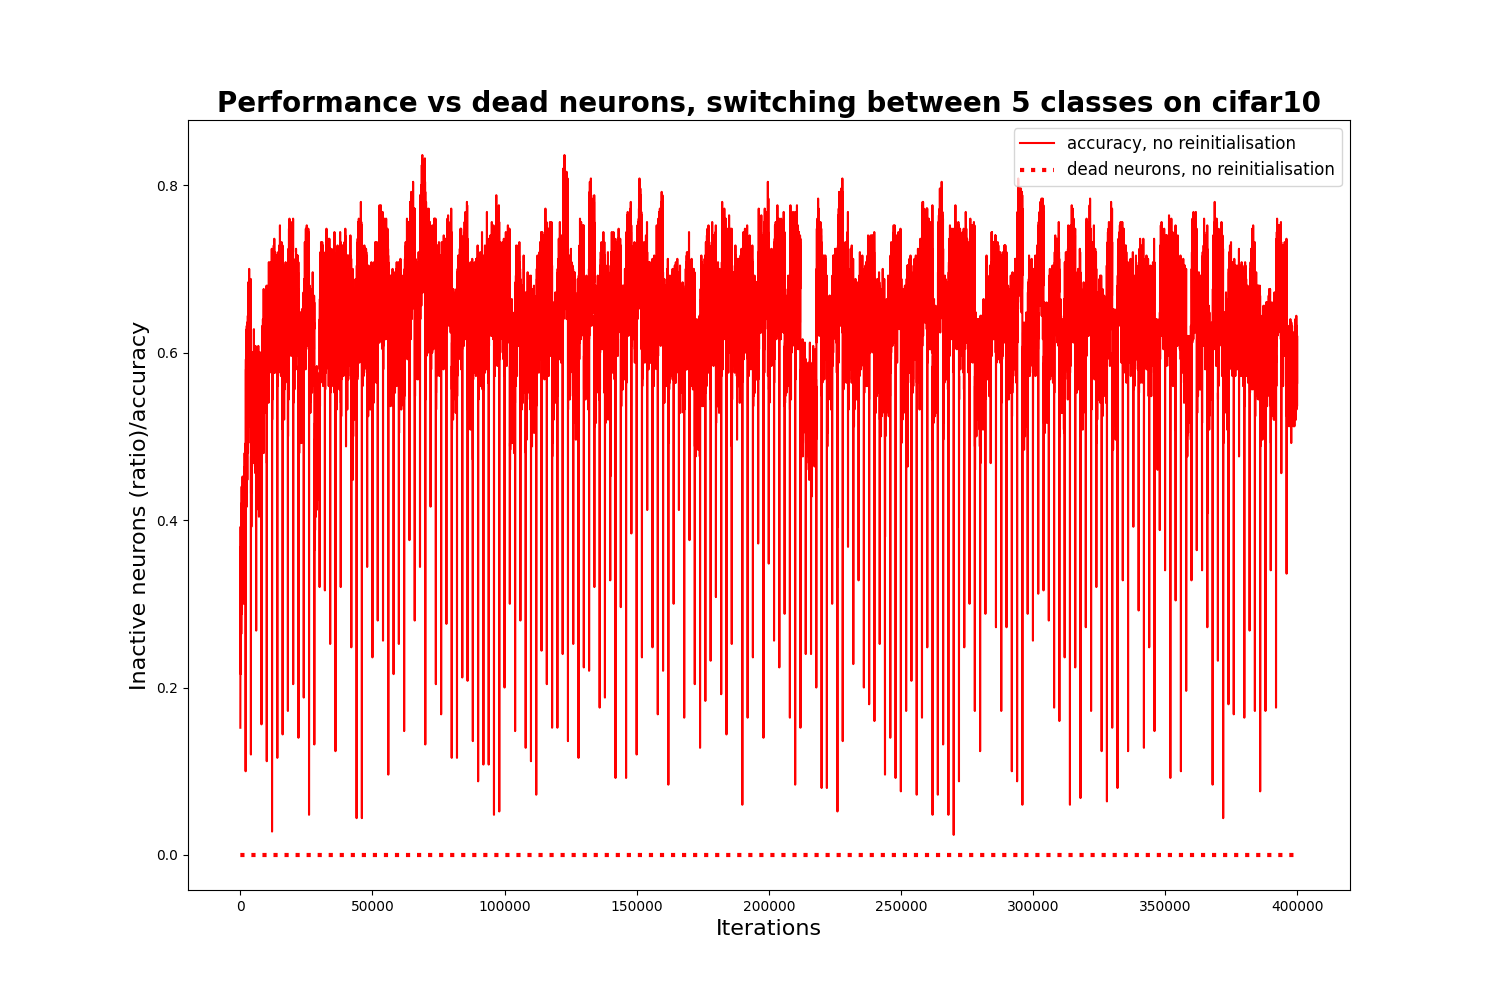 Performance vs dead neurons, switching between 5 classes on cifar10
accuracy, no reinitialisation
dead neurons, no reinitialisation
Inactive neurons (ratio)/accuracy
0.8
0.6
0.4
0.2
0.0
0 50000 100000 150000 200000 250000 300000 350000 400000
Iterations